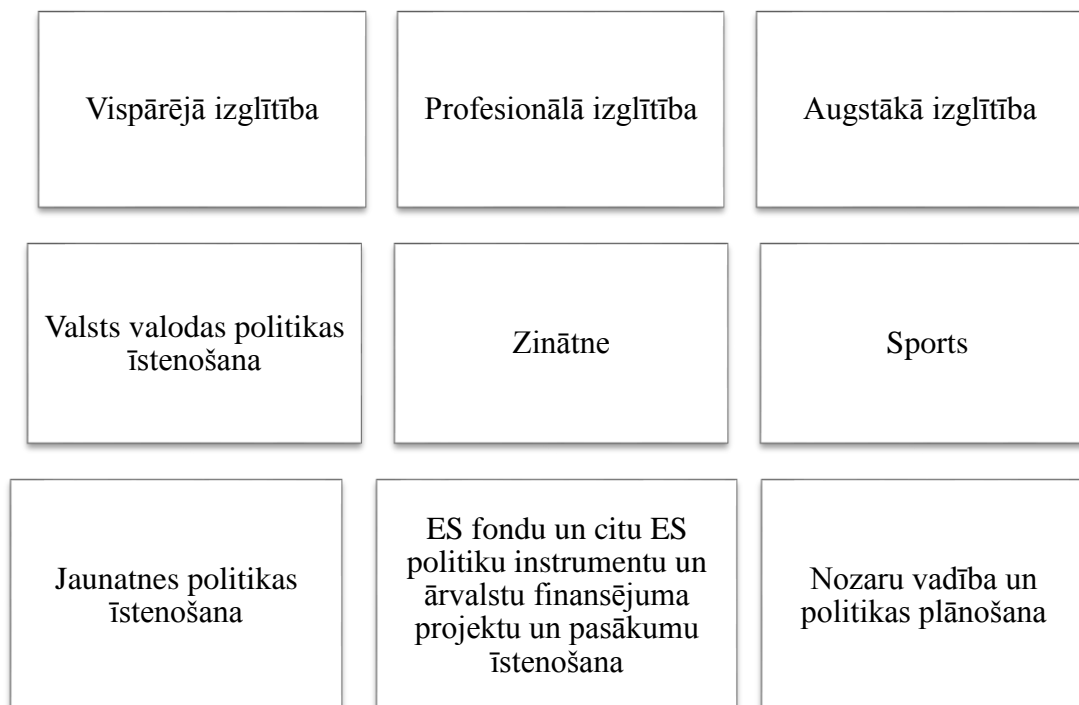 Vispārējā izglītība
Profesionālā izglītība
Augstākā izglītība
Valsts valodas politikas
īstenošana
Zinātne
Sports
Jaunatnes politikas
īstenošana
ES fondu un citu ES
politiku instrumentu un
ārvalstu finansējuma
projektu un pasākumu
īstenošana
Nozaru vadība un
politikas plānošana